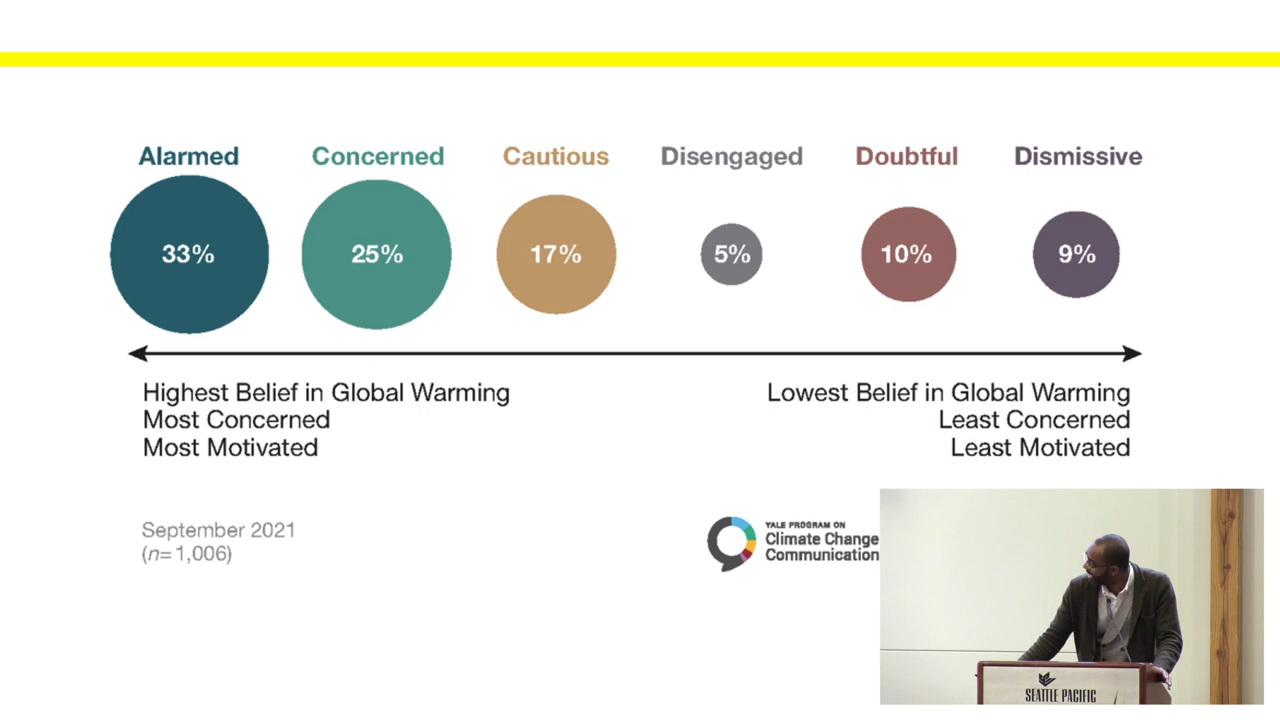 Alarmed Concerned Cautious Disengaged Doubtful Dismissive
33% 25% 17% 5% 10% 9%
Highest Belief in Global Warming
Most Concerned
Most Motivated
Lowest Belief in Global Warming
Least Concerned
Least Motivated
September 2021
(n=1,006)
YALE PROGRAM ON
Climate Change
Communication
SEATTLE PACIFIC